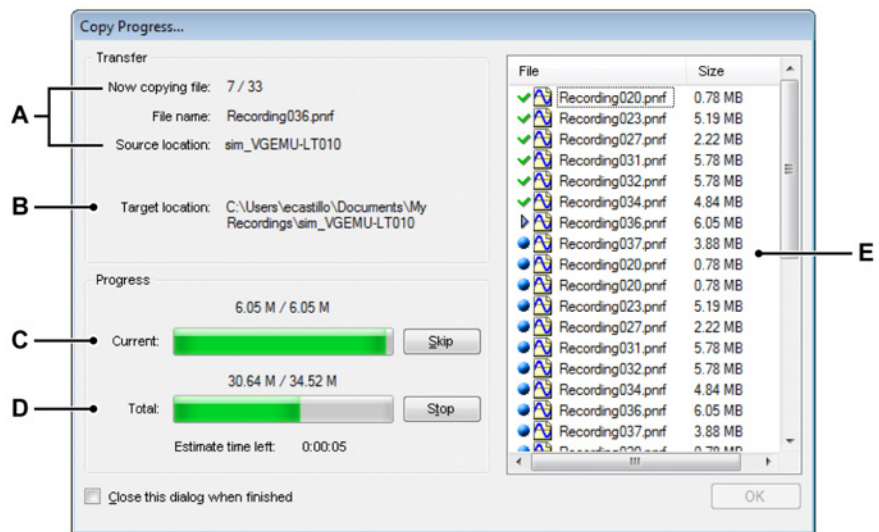 Copy Progress...
Transfer
Now copying file: 7 / 33
File name: Recording036.pnrf
Source location: sim_VGEMU-LT010
Target location: C:\Users\ecastillo\Documents\My
Recordings\sim_VGEMU-LT010
Progress
6.05 M / 6.05 M
Current: Skip
30.64 M / 34.52 M
Total: Stop
Estimate time left: 0:00:05
Close this dialog when finished
File Size
Recording020.pnrf 0.78 MB
Recording023.pnrf 5.19 MB
Recording027.pnrf 2.22 MB
Recording031.pnrf 5.78 MB
Recording032.pnrf 5.78 MB
Recording034.pnrf 4.84 MB
Recording036.pnrf 6.05 MB
Recording037.pnrf 3.88 MB
Recording020.pnrf 0.78 MB
Recording020.pnrf 0.78 MB
Recording023.pnrf 5.19 MB
Recording027.pnrf 2.22 MB
Recording031.pnrf 5.78 MB
Recording032.pnrf 5.78 MB
Recording034.pnrf 4.84 MB
Recording036.pnrf 6.05 MB
Recording037.pnrf 3.88 MB
OK
A
B
C
D
E